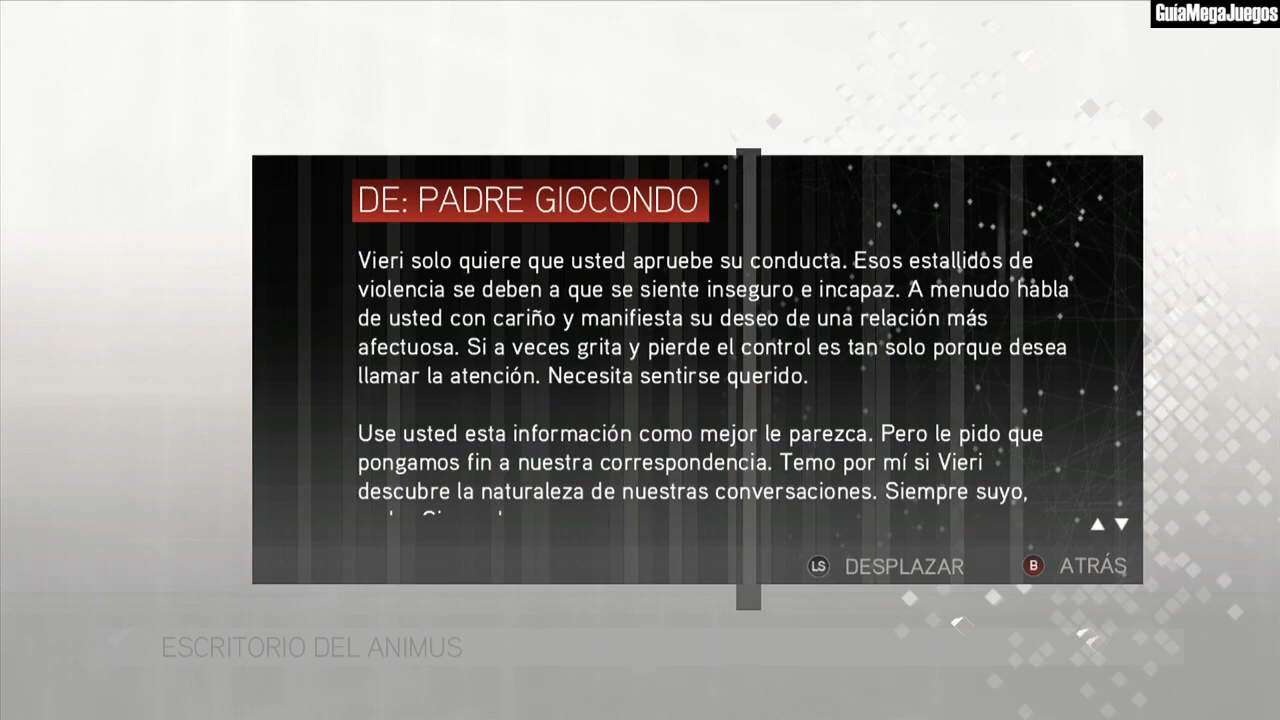 GuíaMegaJuegos
DE: PADRE GIOCONDO
Vieri solo quiere que usted apruebe su conducta. Esos estallidos de
violencia se deben a que se siente inseguro e incapaz. A menudo habla
de usted con cariño y manifiesta su deseo de una relación más
afectuosa. Si a veces grita y pierde el control es tan solo porque desea
llamar la atención. Necesita sentirse querido.
Use usted esta información como mejor le parezca. Pero le pido que
pongamos fin a nuestra correspondencia. Temo por mí si Vieri
descubre la naturaleza de nuestras conversaciones. Siempre suyo,
LS DESPLAZAR B ATRÁS
ESCRITORIO DEL ANIMUS